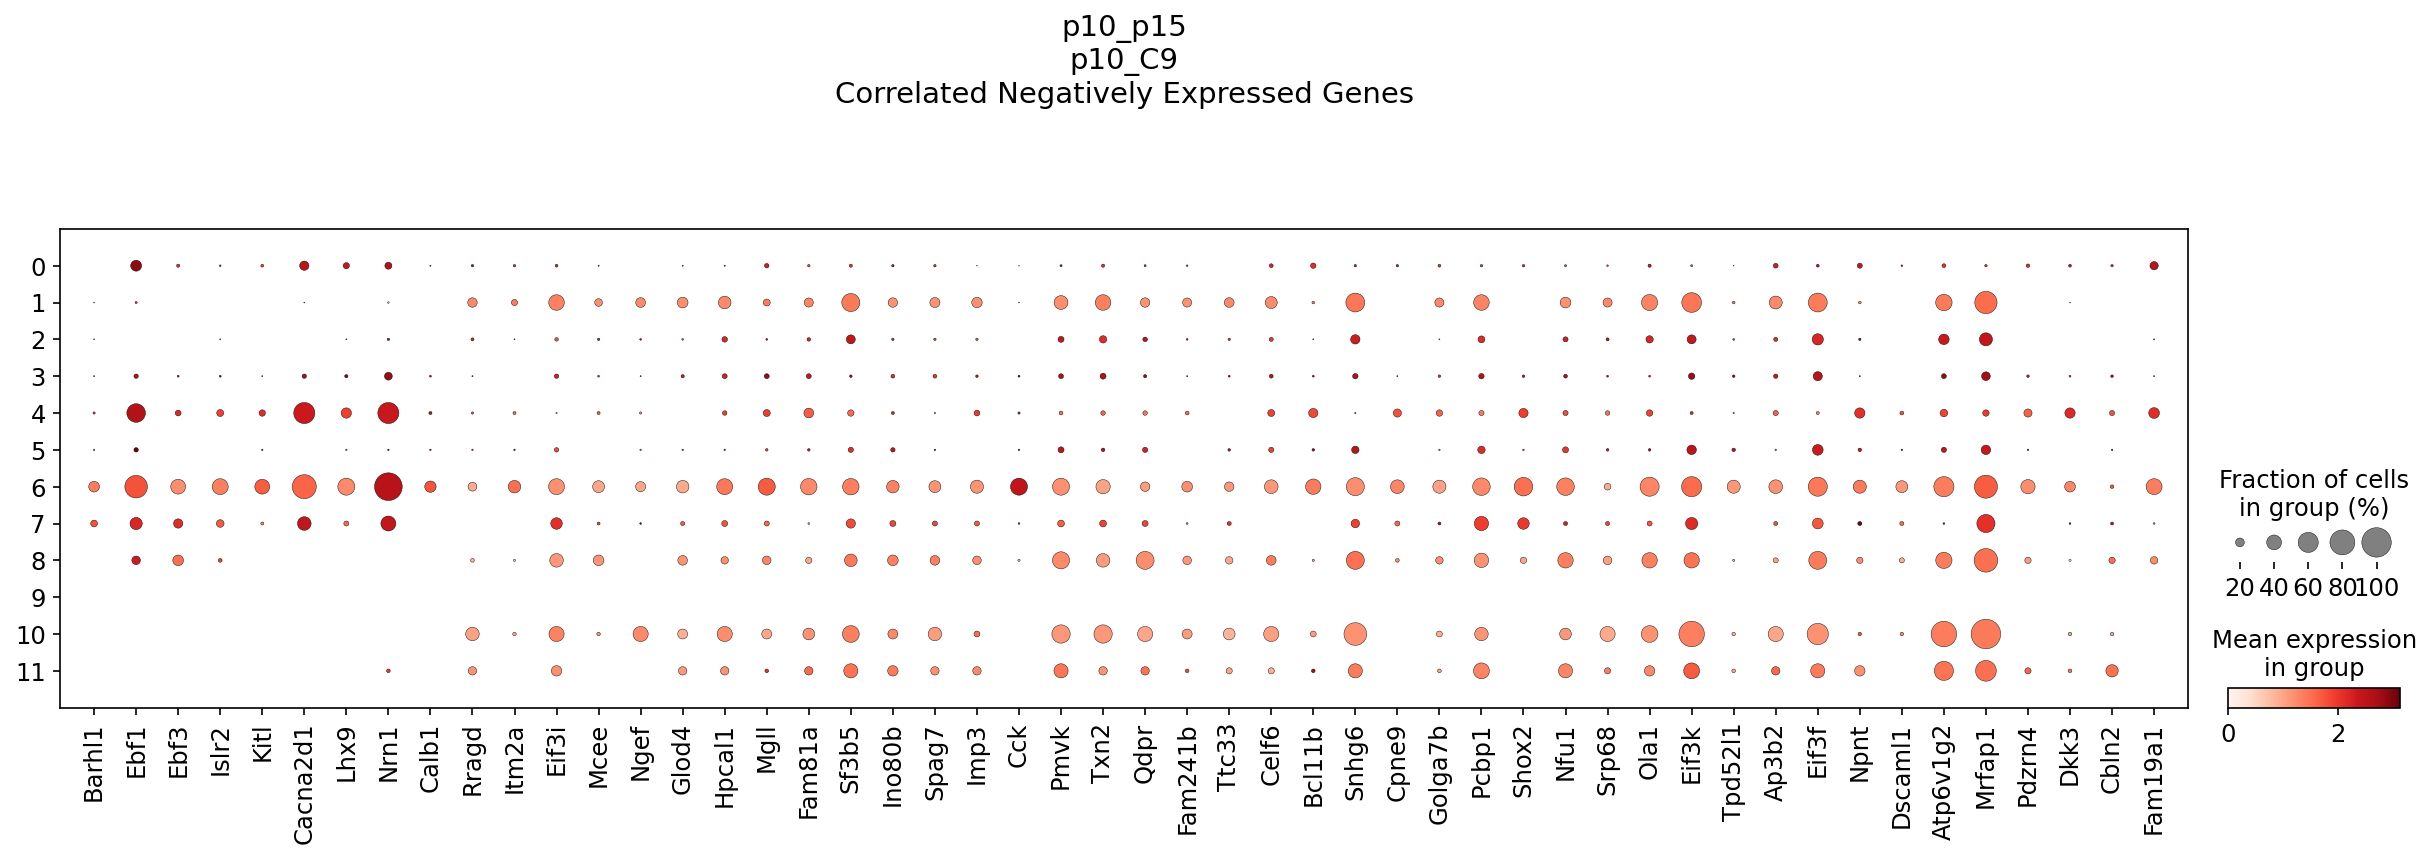 p10_p15
p10_C9
Correlated Negatively Expressed Genes
0
1
2
3
4
5
6
7
8
9
10
11
Barhl1
Ebf1
Ebf3
Islr2
Kitl
Cacna2d1
Lhx9
Nrn1
Calb1
Rragd
Itm2a
Eif3i
Mcee
Ngef
Glod4
Hpcal1
Mgll
Fam81a
Sf3b5
Ino80b
Spag7
Imp3
Cck
Pmvk
Txn2
Qdpr
Fam241b
Ttc33
Celf6
Bcl11b
Snhg6
Cpne9
Golga7b
Pcbp1
Shox2
Nfu1
Srp68
Ola1
Eif3k
Tpd52l1
Ap3b2
Eif3f
Npnt
Dscaml1
Atp6v1g2
Mrfap1
Pdzrn4
Dkk3
Cbln2
Fam19a1
Fraction of cells
in group (%)
20 40 60 80 100
Mean expression
in group
0 2